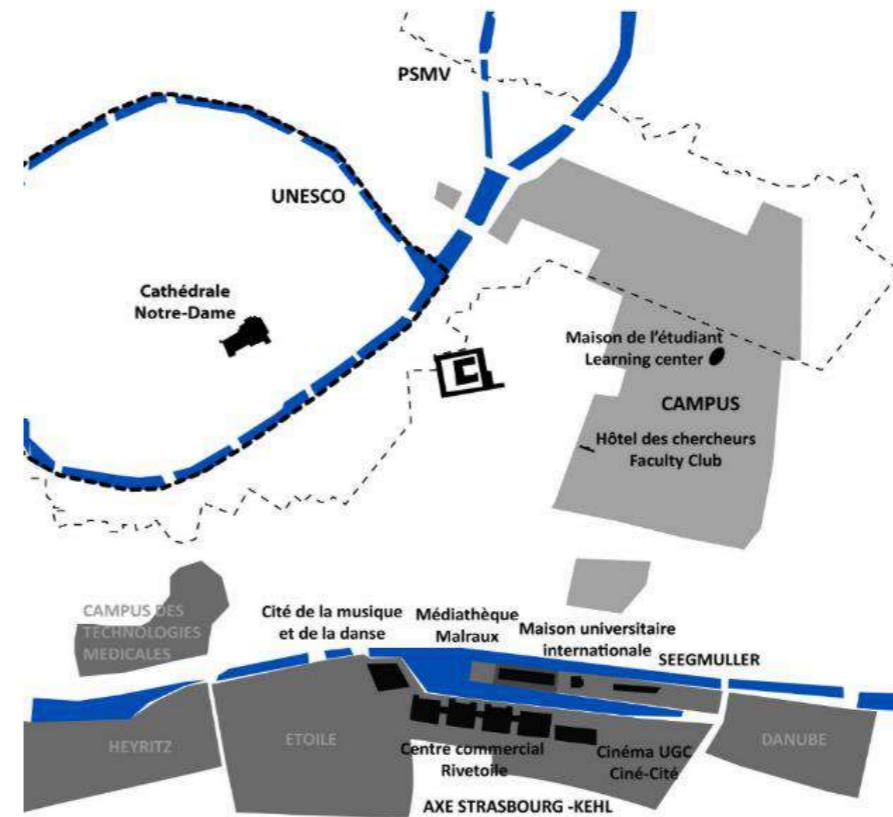 PSMV
UNESCO
Cathédrale
Notre-Dame
Maison de l'étudiant
Learning center
CAMPUS
Hôtel des chercheurs
Faculty Club
CAMPUS DES
TECHNOLOGIES
MEDICALES
Cité de la musique
et de la danse
Médiathèque
Malraux
Maison universitaire
internationale
SEEGMULLER
HEYRITZ
ETOILE
Centre commercial
Rivetoile
Cinéma UGC
Ciné-Cité
DANUBE
AXE STRASBOURG -KEHL